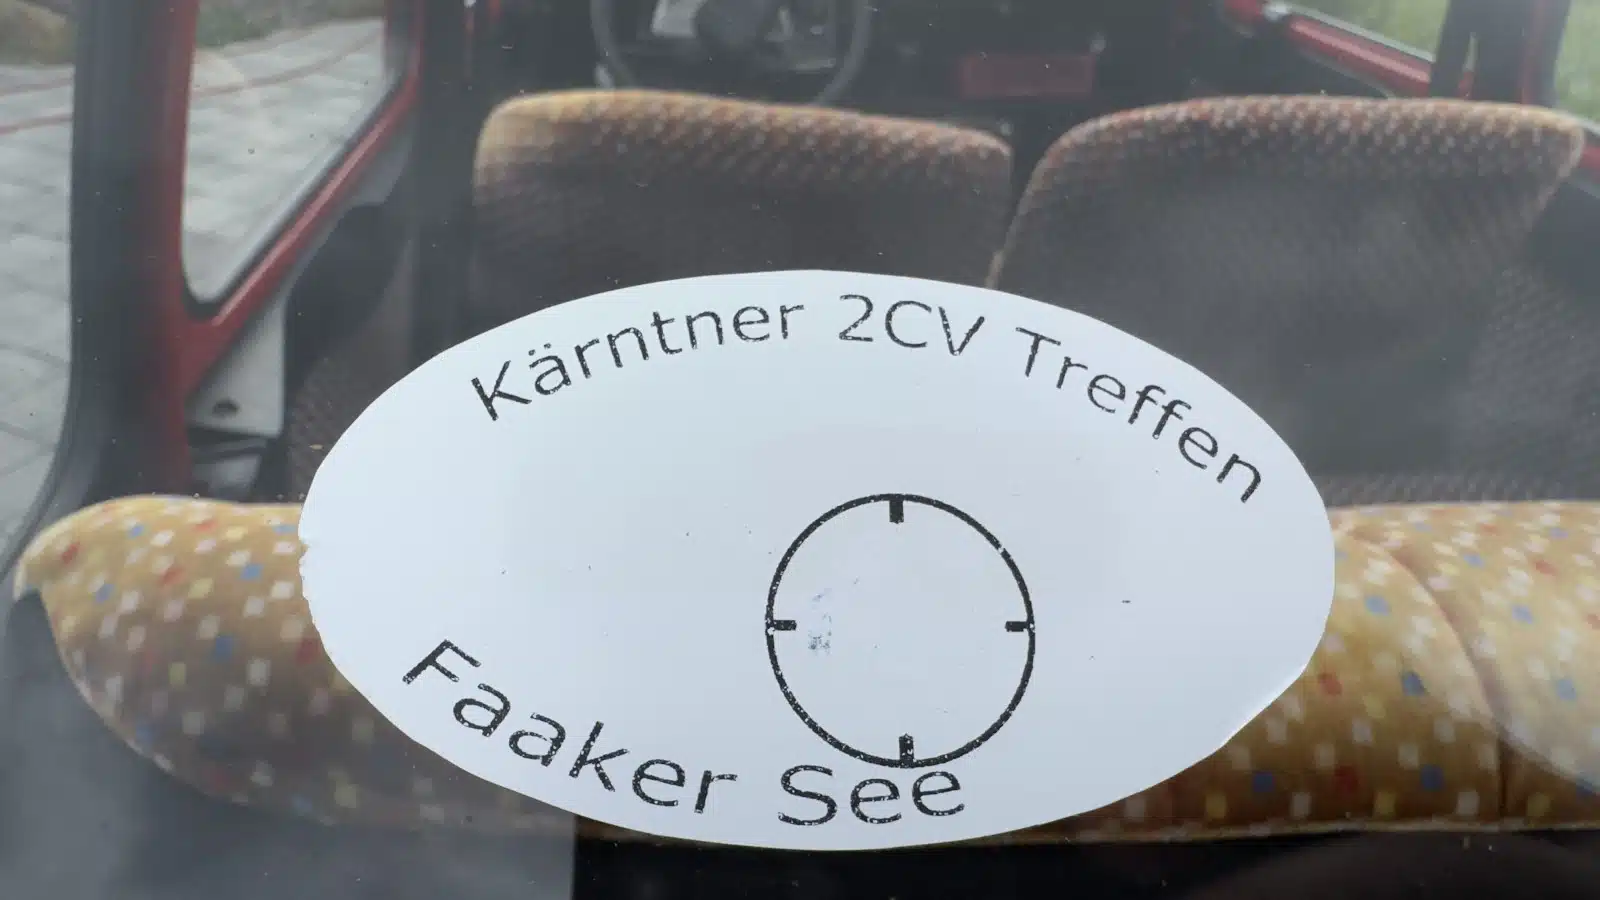 Kärntner 2CV Treffen
Faaker See